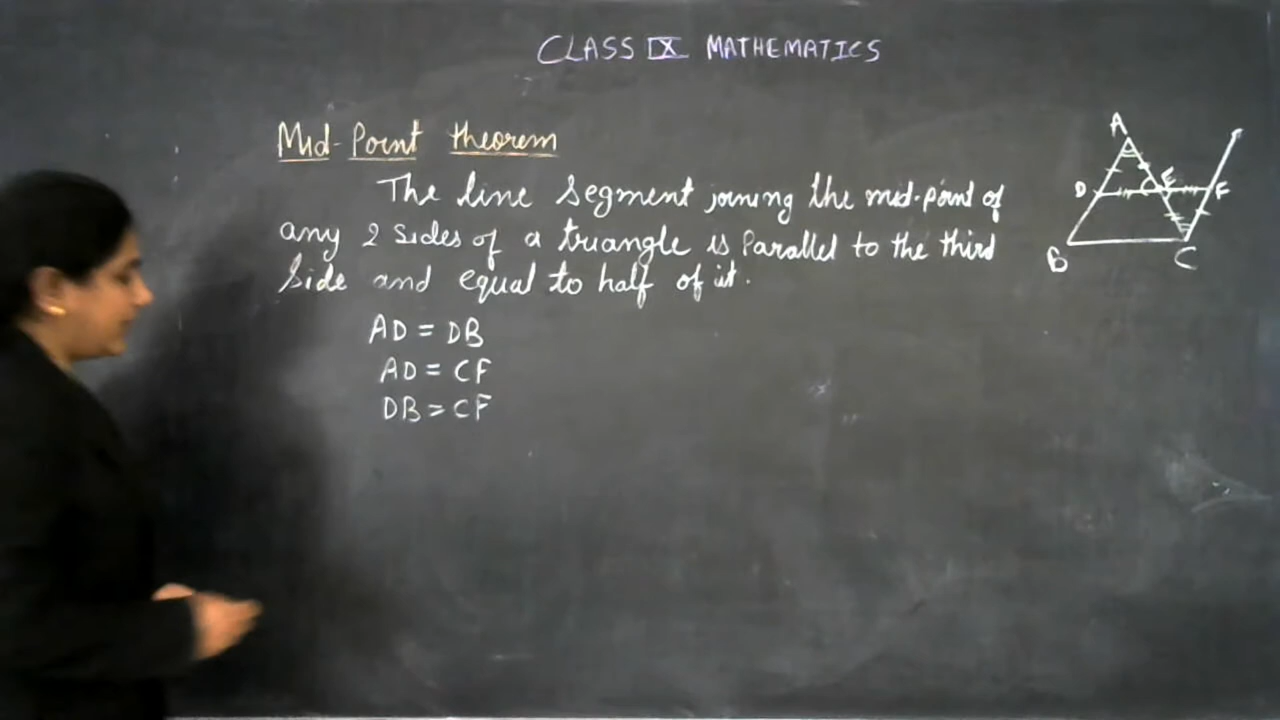 CLASS IX MATHEMATICS
Mid-Point theorem
The line segment joining the mid-point of
any 2 sides of a triangle is Parallel to the third
side and equal to half of it.
AD = DB
AD = CF
DB = CF
A
D E F
B C